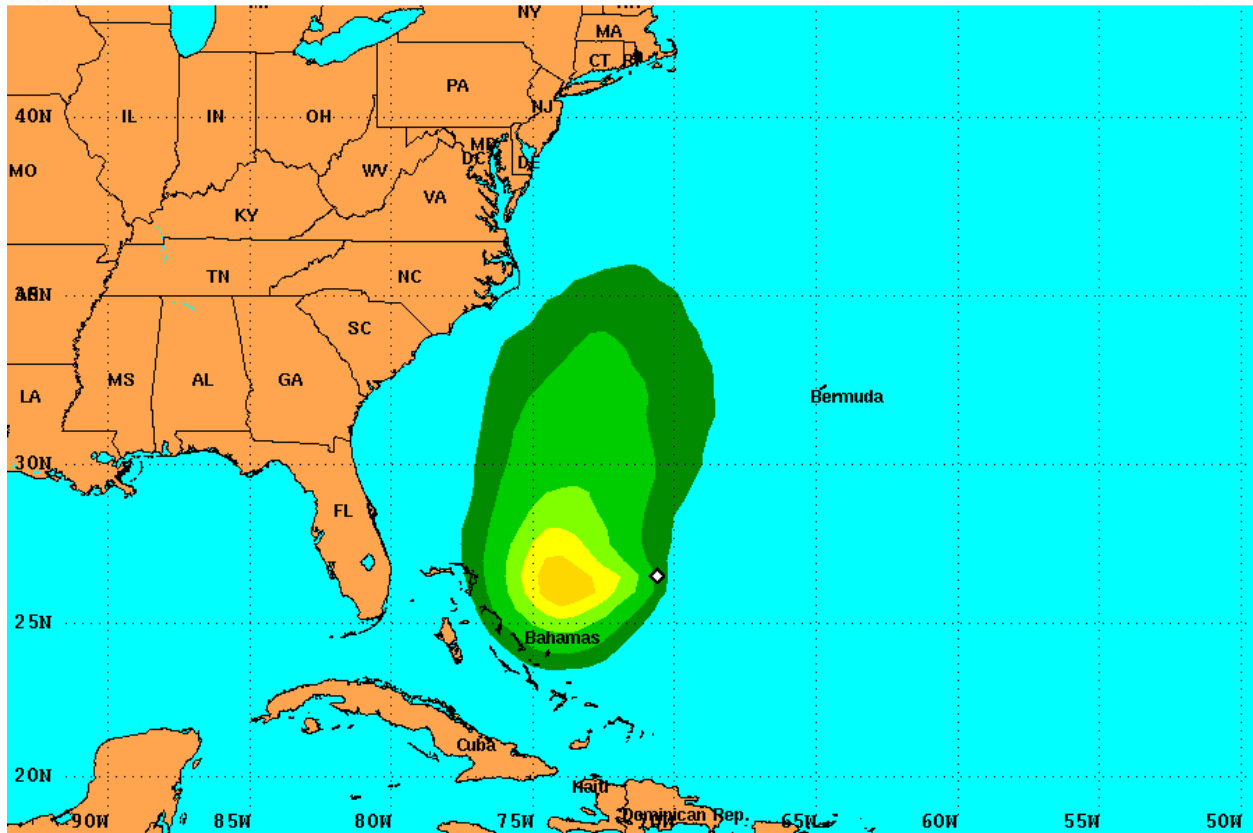 NY
MA
CT RI
PA
NJ
40N IL IN OH
MD
DC DE
MO WV
VA
KY
TN NC
SC
MS AL GA
LA Bermuda
30N
FL
25N
Bahamas
Cuba
20N
Haiti
Dominican Rep.
90W 85W 80W 75W 70W 65W 60W 55W 50W